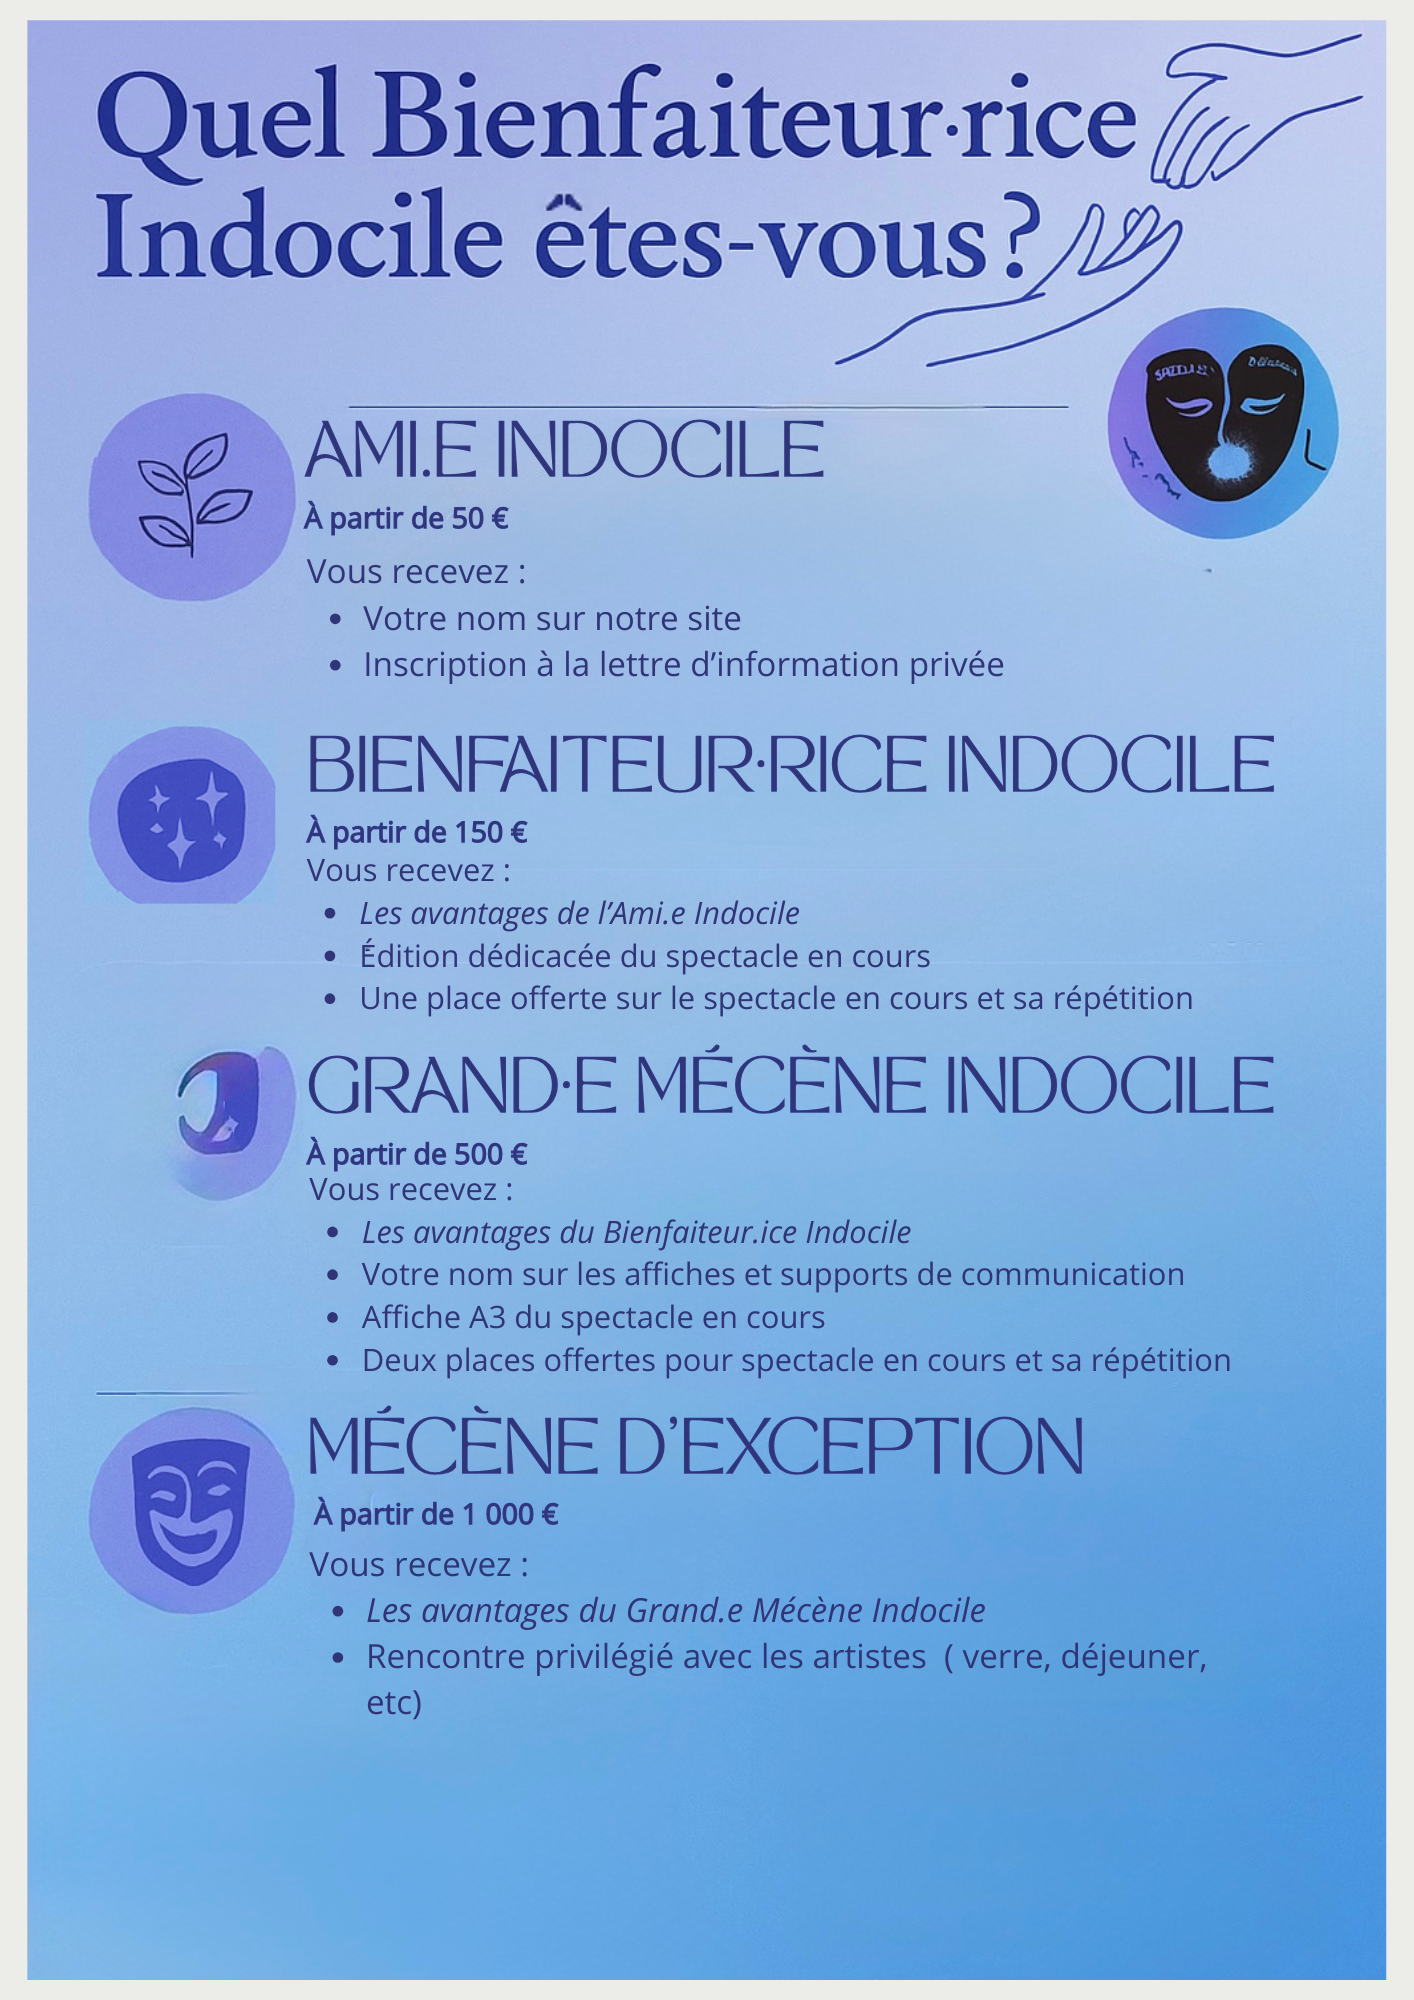 Quel Bienfaiteur·rice
Indocile êtes-vous ?
AMI.E INDOCILE
À partir de 50 €
Vous recevez :
• Votre nom sur notre site
• Inscription à la lettre d’information privée
BIENFAITEUR·RICE INDOCILE
À partir de 150 €
Vous recevez :
• Les avantages de l’Ami.e Indocile
• Édition dédicacée du spectacle en cours
• Une place offerte sur le spectacle en cours et sa répétition
GRAND·E MÉCÈNE INDOCILE
À partir de 500 €
Vous recevez :
• Les avantages du Bienfaiteur.ice Indocile
• Votre nom sur les affiches et supports de communication
• Affiche A3 du spectacle en cours
• Deux places offertes pour spectacle en cours et sa répétition
MÉCÈNE D’EXCEPTION
À partir de 1 000 €
Vous recevez :
• Les avantages du Grand.e Mécène Indocile
• Rencontre privilégié avec les artistes ( verre, déjeuner,
etc)